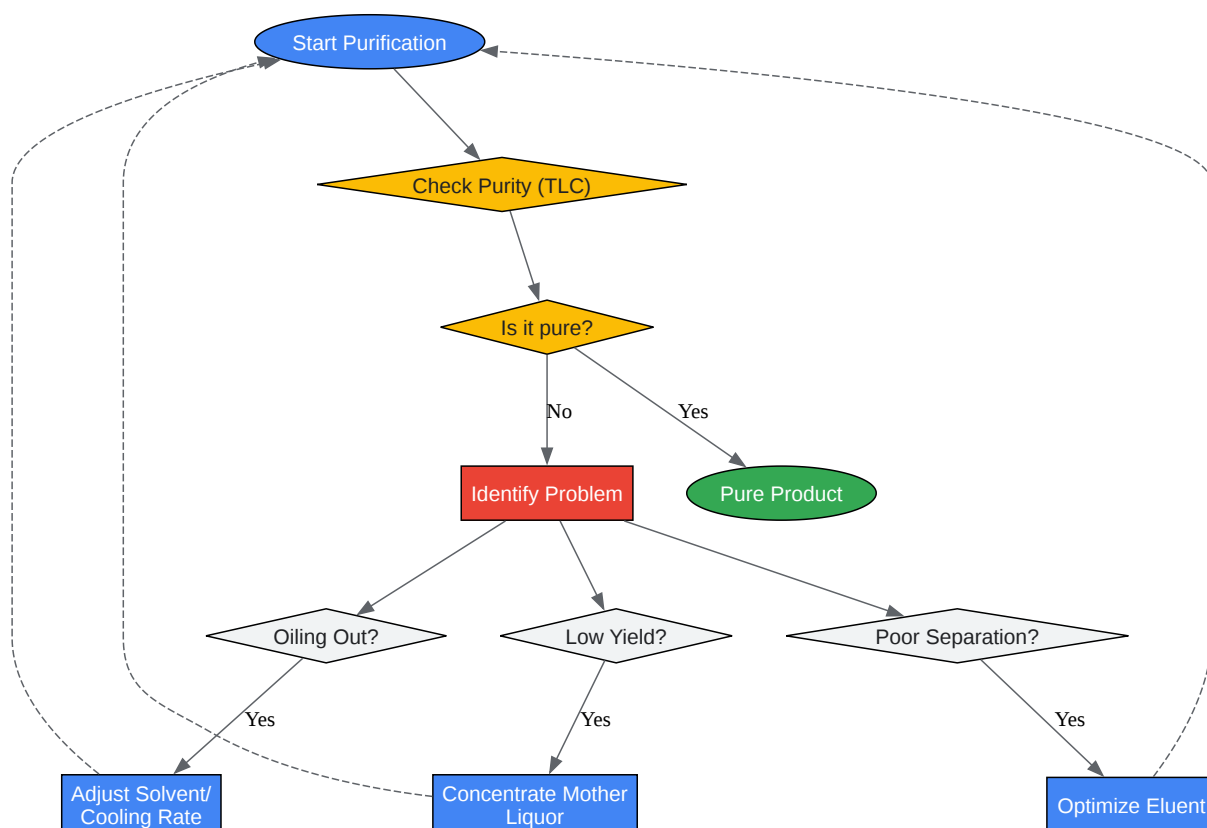 Start Purification
Check Purity (TLC)
Is it pure?
No
Yes
Identify Problem
Pure Product
Oiling Out?
Low Yield?
Poor Separation?
Yes
Yes
Yes
Adjust Solvent/
Cooling Rate
Concentrate Mother
Liquor
Optimize Eluent